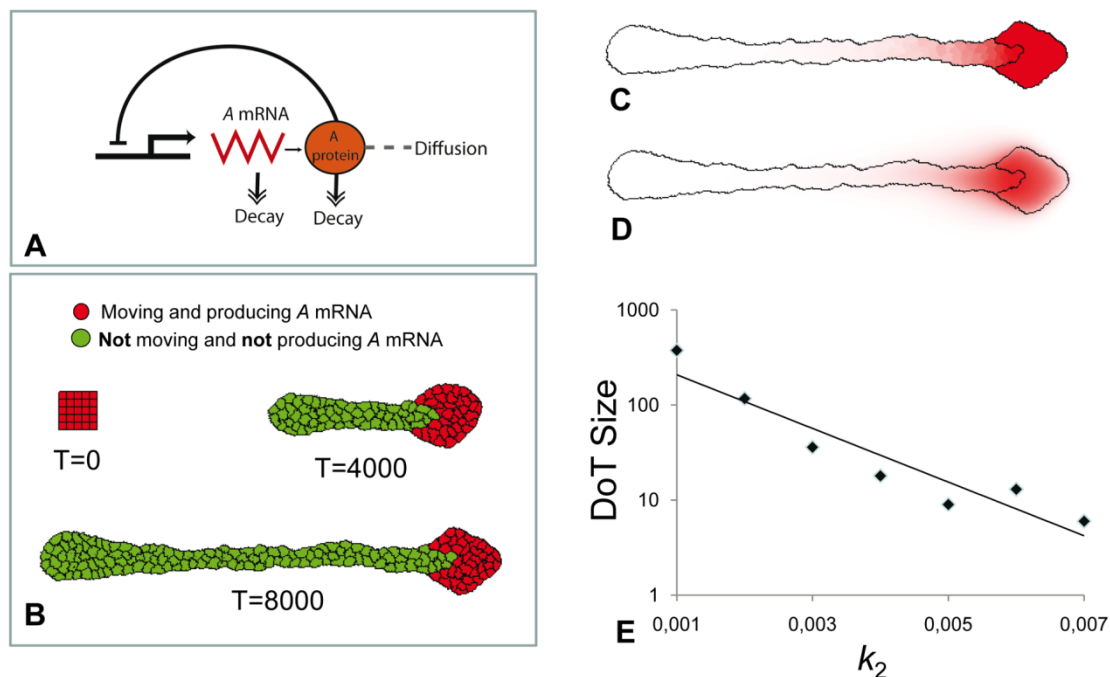 A mRNA
A
protein
Diffusion
Decay
Decay
A
Moving and producing A mRNA
Not moving and not producing A mRNA
T=0
T=4000
T=8000
B
C
D
1000
100
10
1
DoT Size
0,001
0,003
0,005
0,007
k2
E